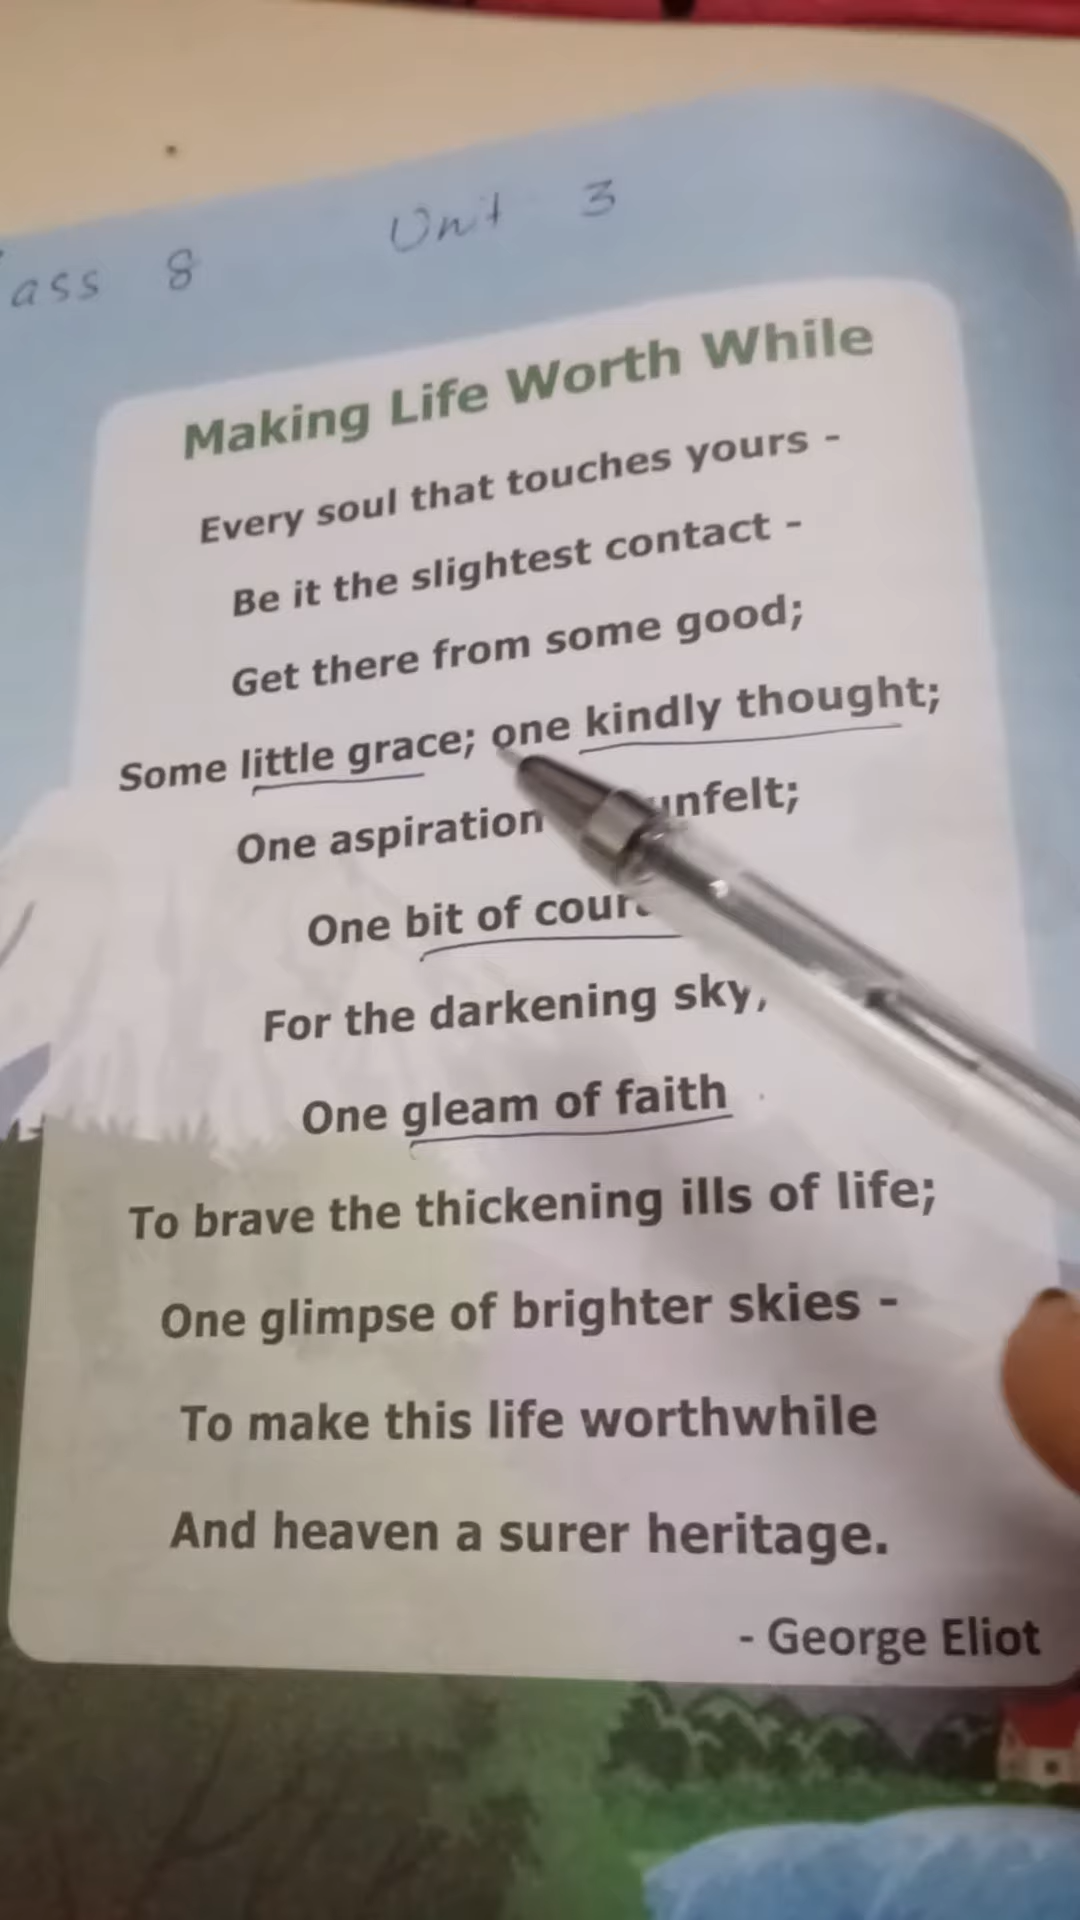 ass 8 Unit 3
Making Life Worth While
Every soul that touches yours -
Be it the slightest contact -
Get there from some good;
Some little grace; one kindly thought;
One aspiration unfelt;
One bit of
For the darkening sky,
One gleam of faith
To brave the thickening ills of life;
One glimpse of brighter skies -
To make this life worthwhile
And heaven a surer heritage.
- George Eliot